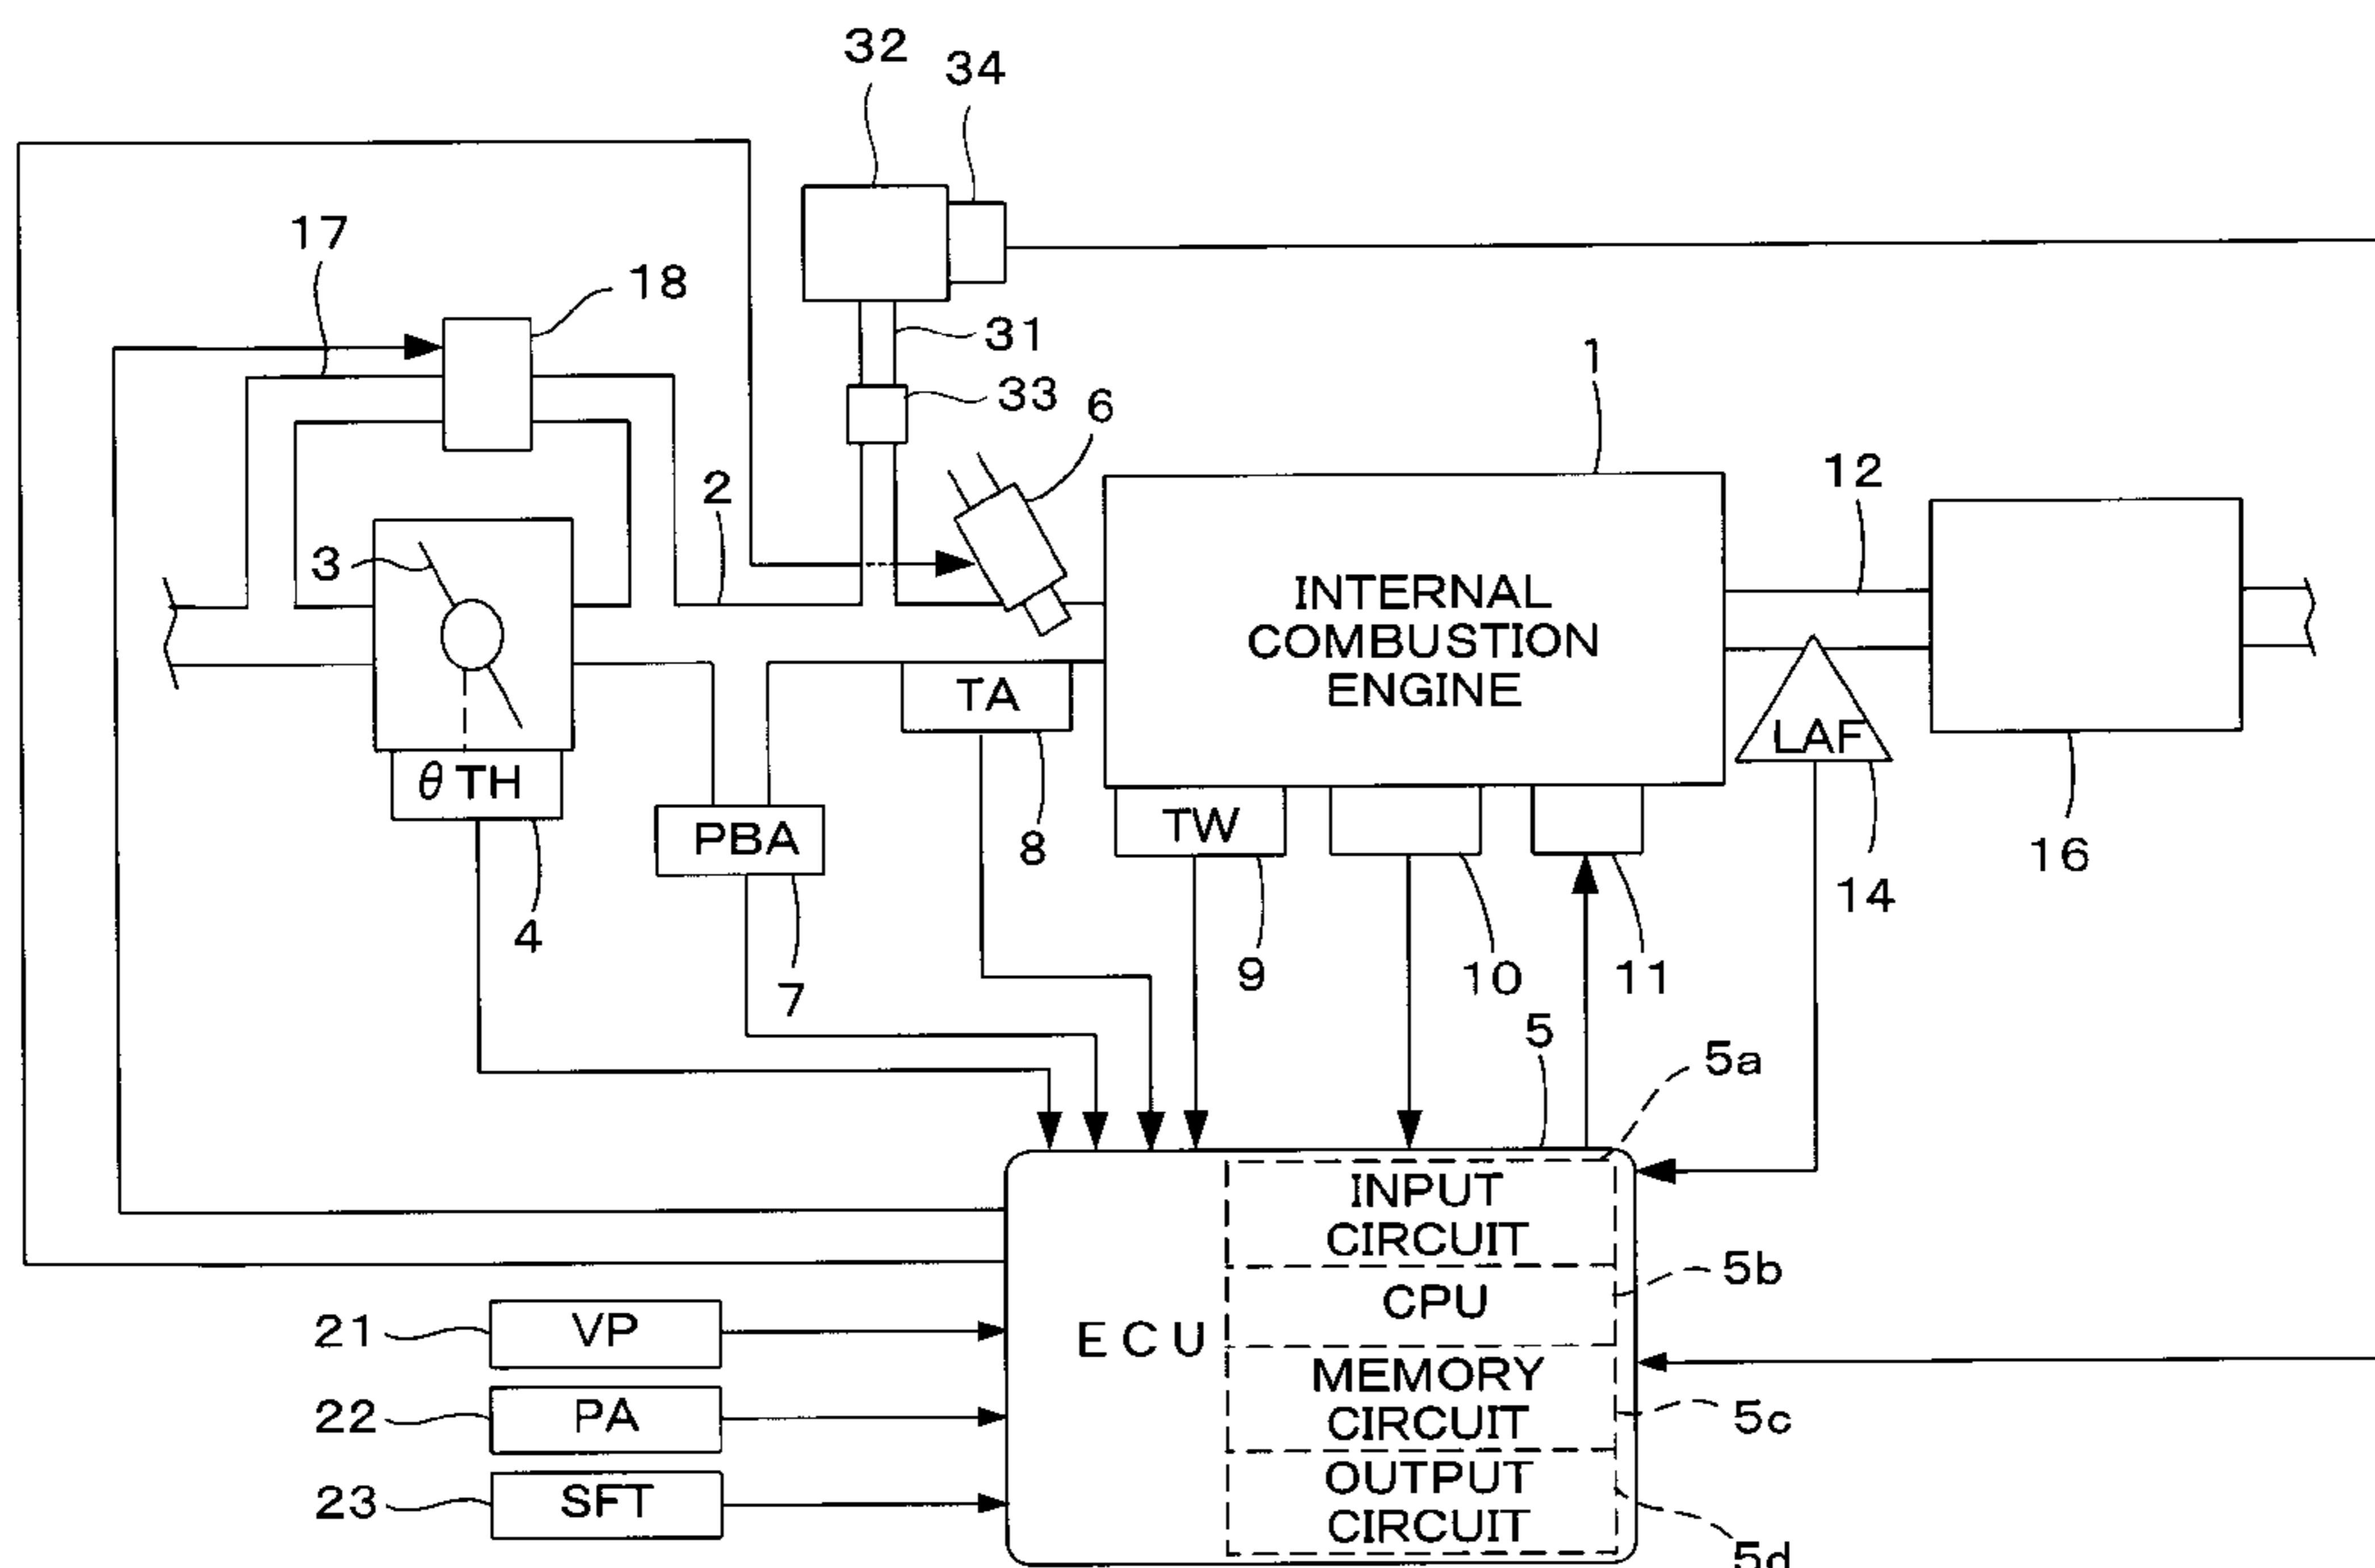 32
34
17
18
31
33
6
1
2
12
3
INTERNAL
COMBUSTION
ENGINE
TA
LAF
θ TH
PBA
TW
8
16
14
4
7
9
10
11
5
5a
INPUT
CIRCUIT
5b
CPU
21
VP
ECU
MEMORY
CIRCUIT
22
PA
5c
OUTPUT
CIRCUIT
23
SFT
5d